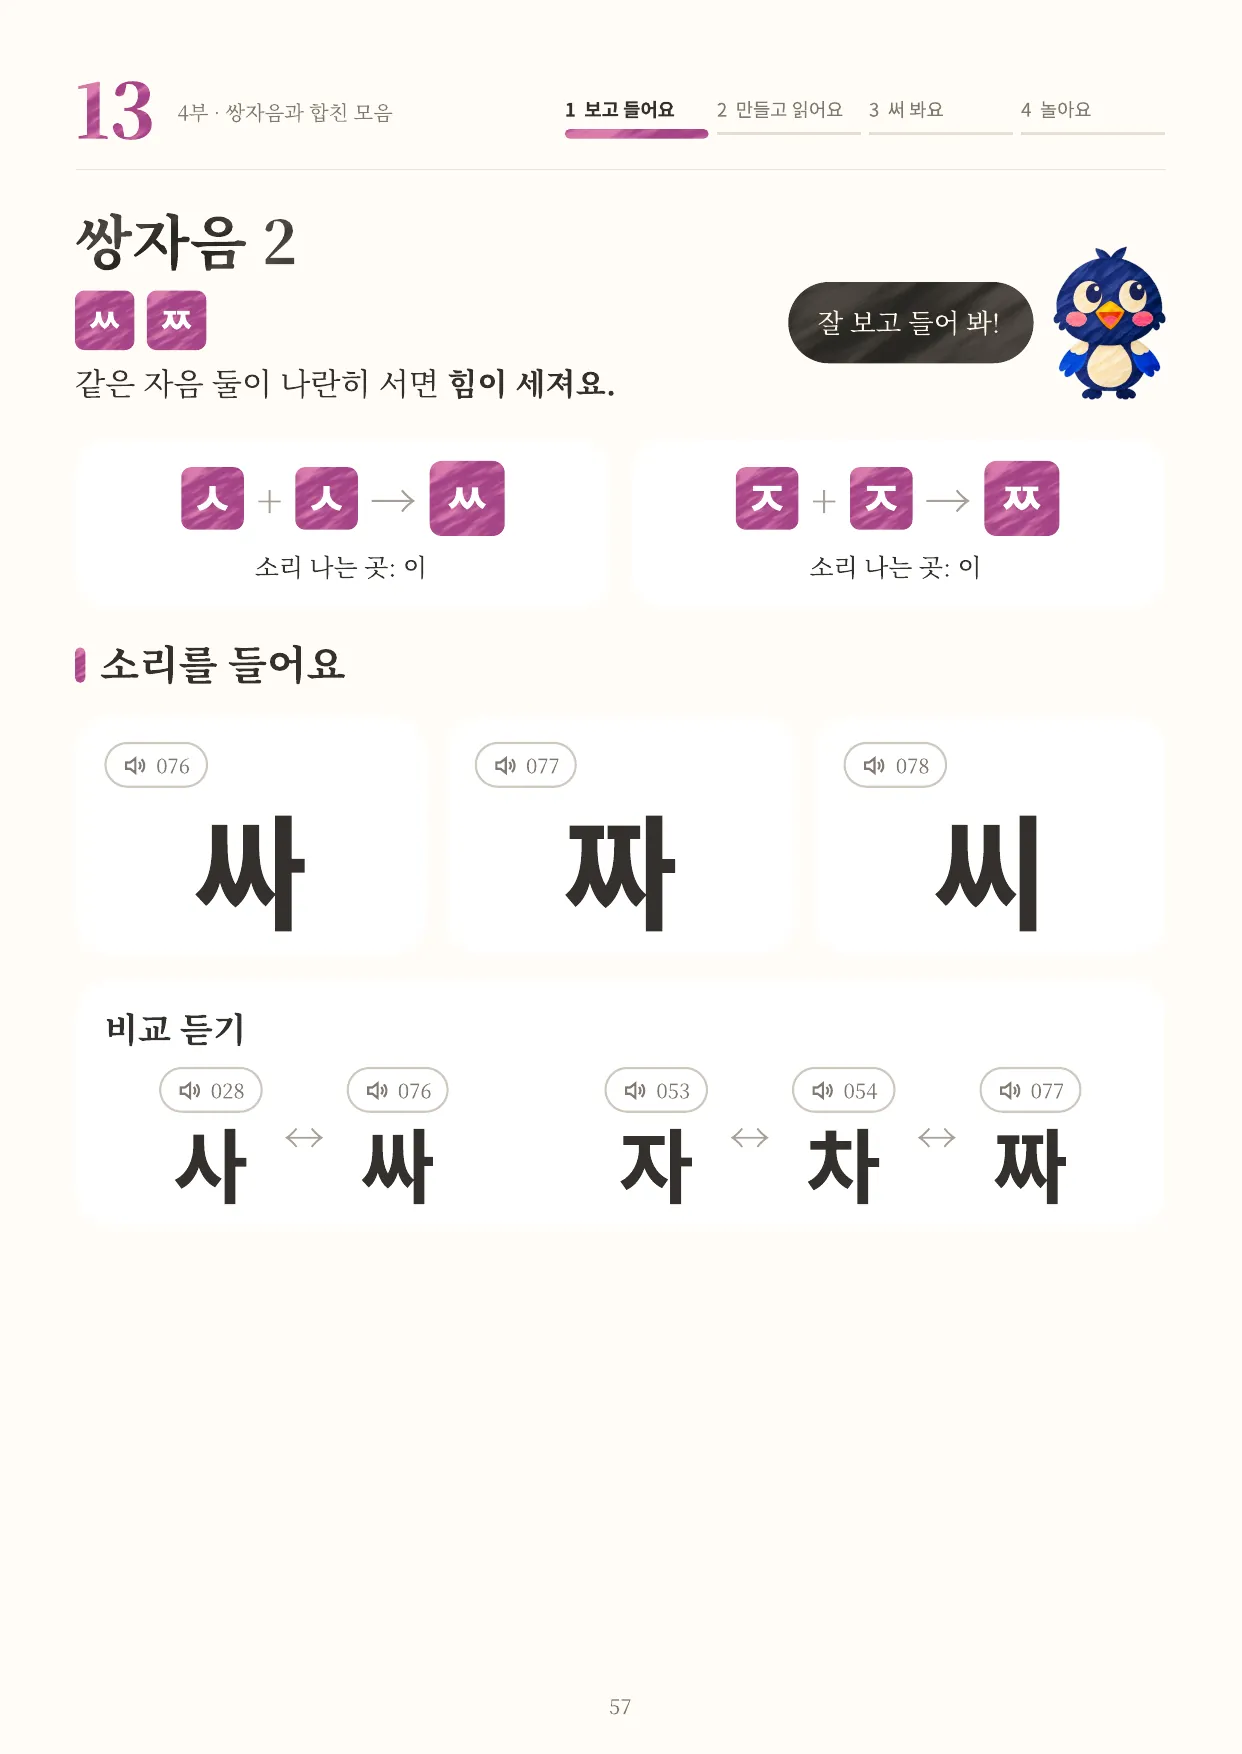 13
4부 · 쌍자음과 합친 모음
1 보고 들어요
2 만들고 읽어요
3 써 봐요
4 놀아요
쌍자음 2
ㅆ ㅉ
같은 자음 둘이 나란히 서면 힘이 세져요.
잘 보고 들어 봐!
ㅅ + ㅅ → ㅆ
소리 나는 곳: 이
ㅈ + ㅈ → ㅉ
소리 나는 곳: 이
소리를 들어요
076
싸
077
짜
078
씨
비교 듣기
028 076 053 054 077
사 ↔ 싸 자 ↔ 차 ↔ 짜
57